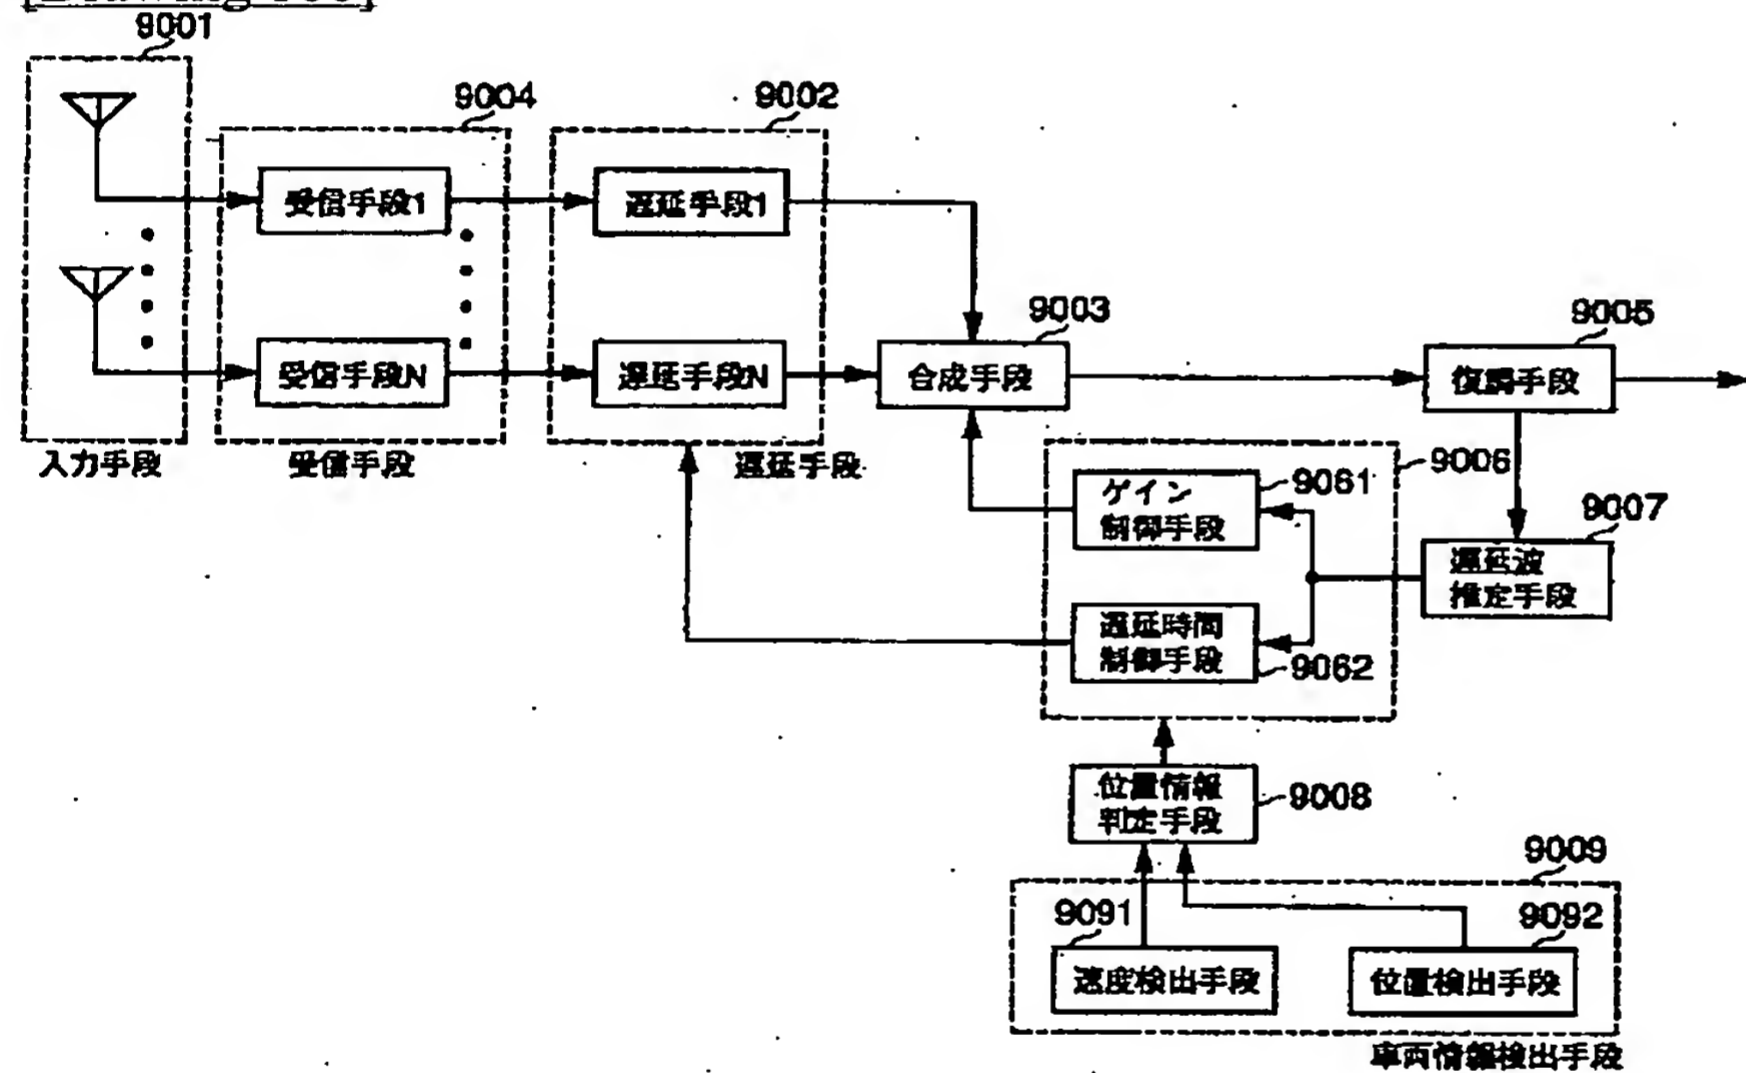 9001
9004
9002
受信手段1
遅延手段1
9003
9005
受信手段N
遅延手段N
合成手段
復調手段
入力手段
受信手段
遅延手段
9006
ゲイン
制御手段
9061
9007
遅延波
推定手段
遅延時間
制御手段
9062
位置情報
判定手段
9008
9009
9091
9092
速度検出手段
位置検出手段
車両情報検出手段